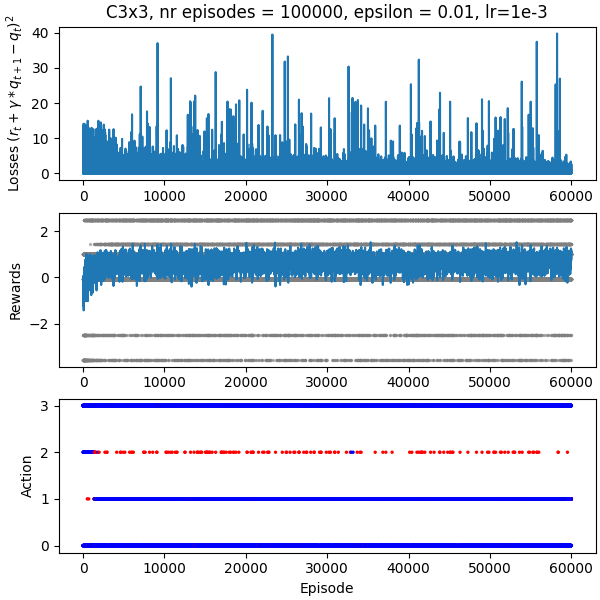 C3x3, nr episodes = 100000, epsilon = 0.01, lr=1e-3
Losses $(r_t + \gamma * q_{t+1} - q_t)^2$
40
30
20
10
0
0 10000 20000 30000 40000 50000 60000
Rewards
2
0
−2
0 10000 20000 30000 40000 50000 60000
Action
3
2
1
0
0 10000 20000 30000 40000 50000 60000
Episode